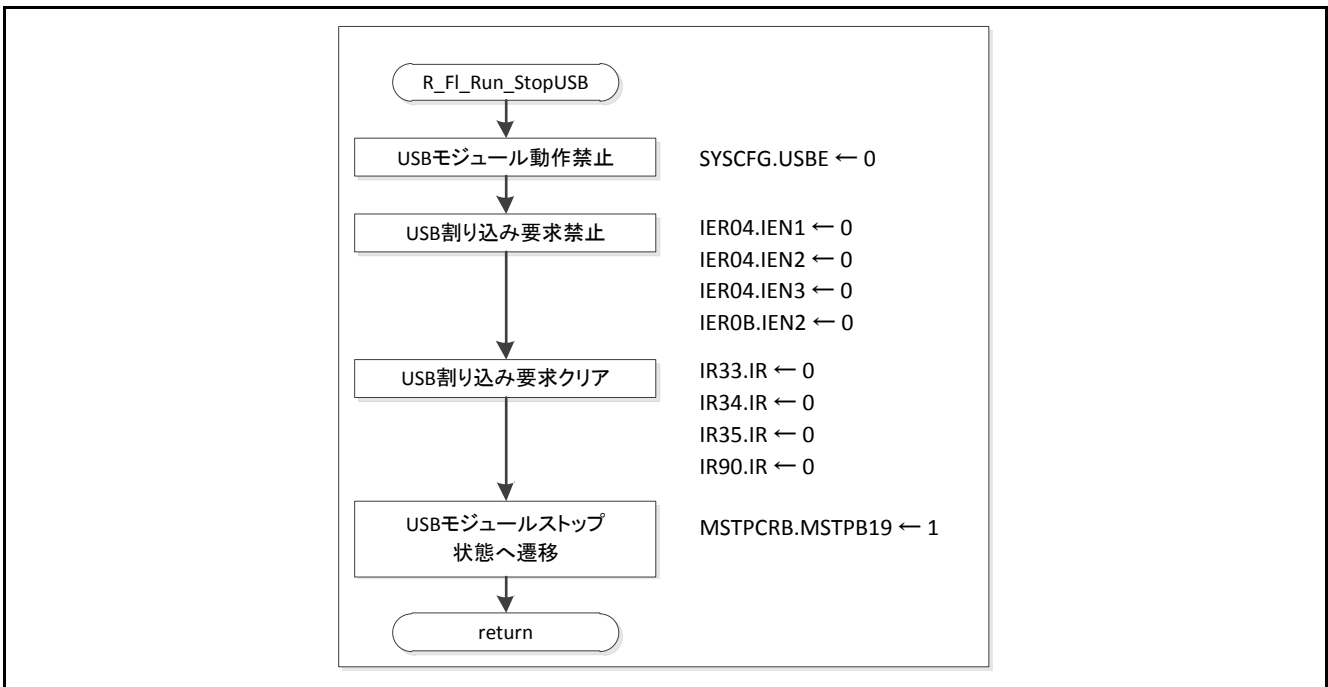 R_Fl_Run_StopUSB
USBモジュール動作禁止
SYSCFG.USBE ← 0
USB割り込み要求禁止
IER04.IEN1 ← 0
IER04.IEN2 ← 0
IER04.IEN3 ← 0
IER0B.IEN2 ← 0
USB割り込み要求クリア
IR33.IR ← 0
IR34.IR ← 0
IR35.IR ← 0
IR90.IR ← 0
USBモジュールストップ
状態へ遷移
MSTPCRB.MSTPB19 ← 1
return